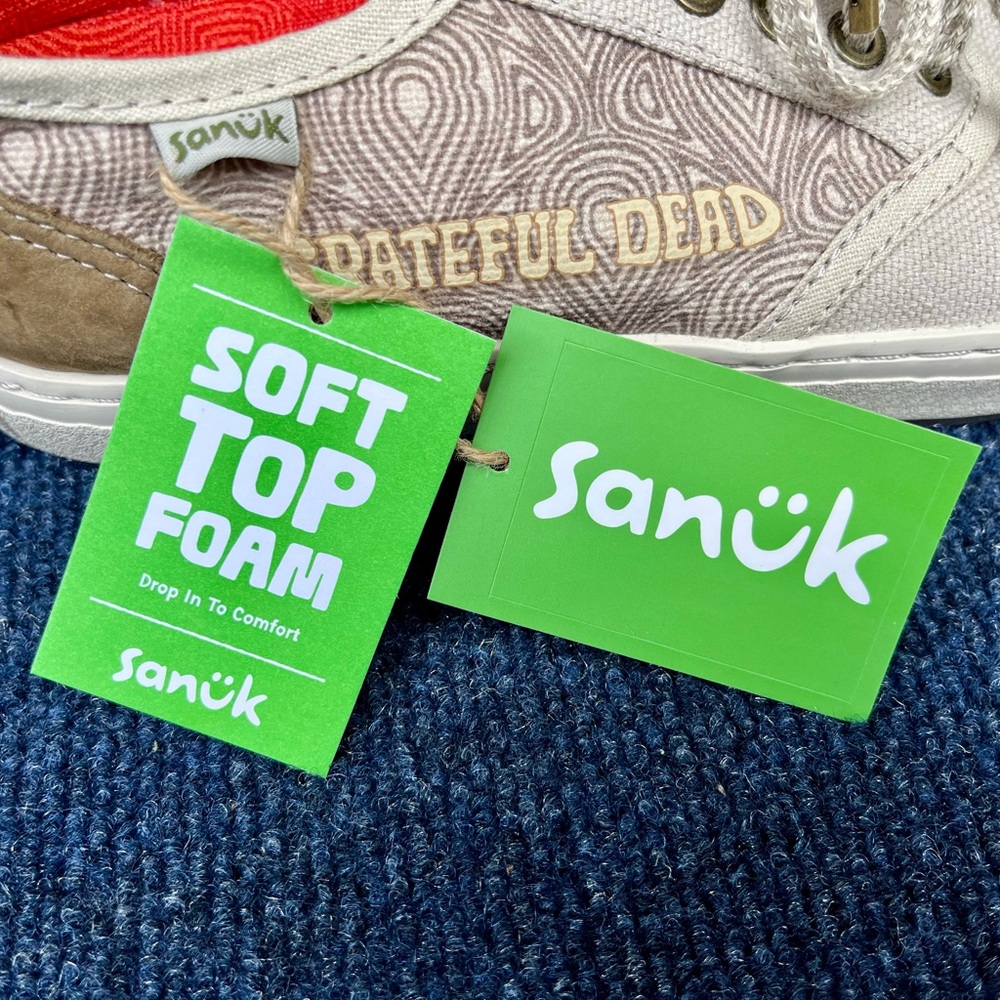 sanük
GRATEFUL DEAD
SOFT
TOP
FOAM
Drop In To Comfort
sanük
sanük